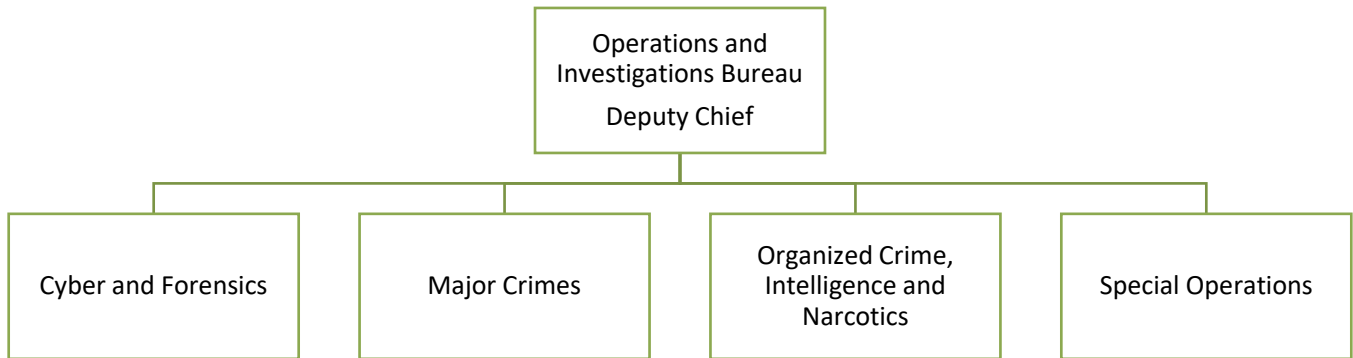 Operations and
Investigations Bureau
Deputy Chief
Cyber and Forensics
Major Crimes
Organized Crime,
Intelligence and
Narcotics
Special Operations